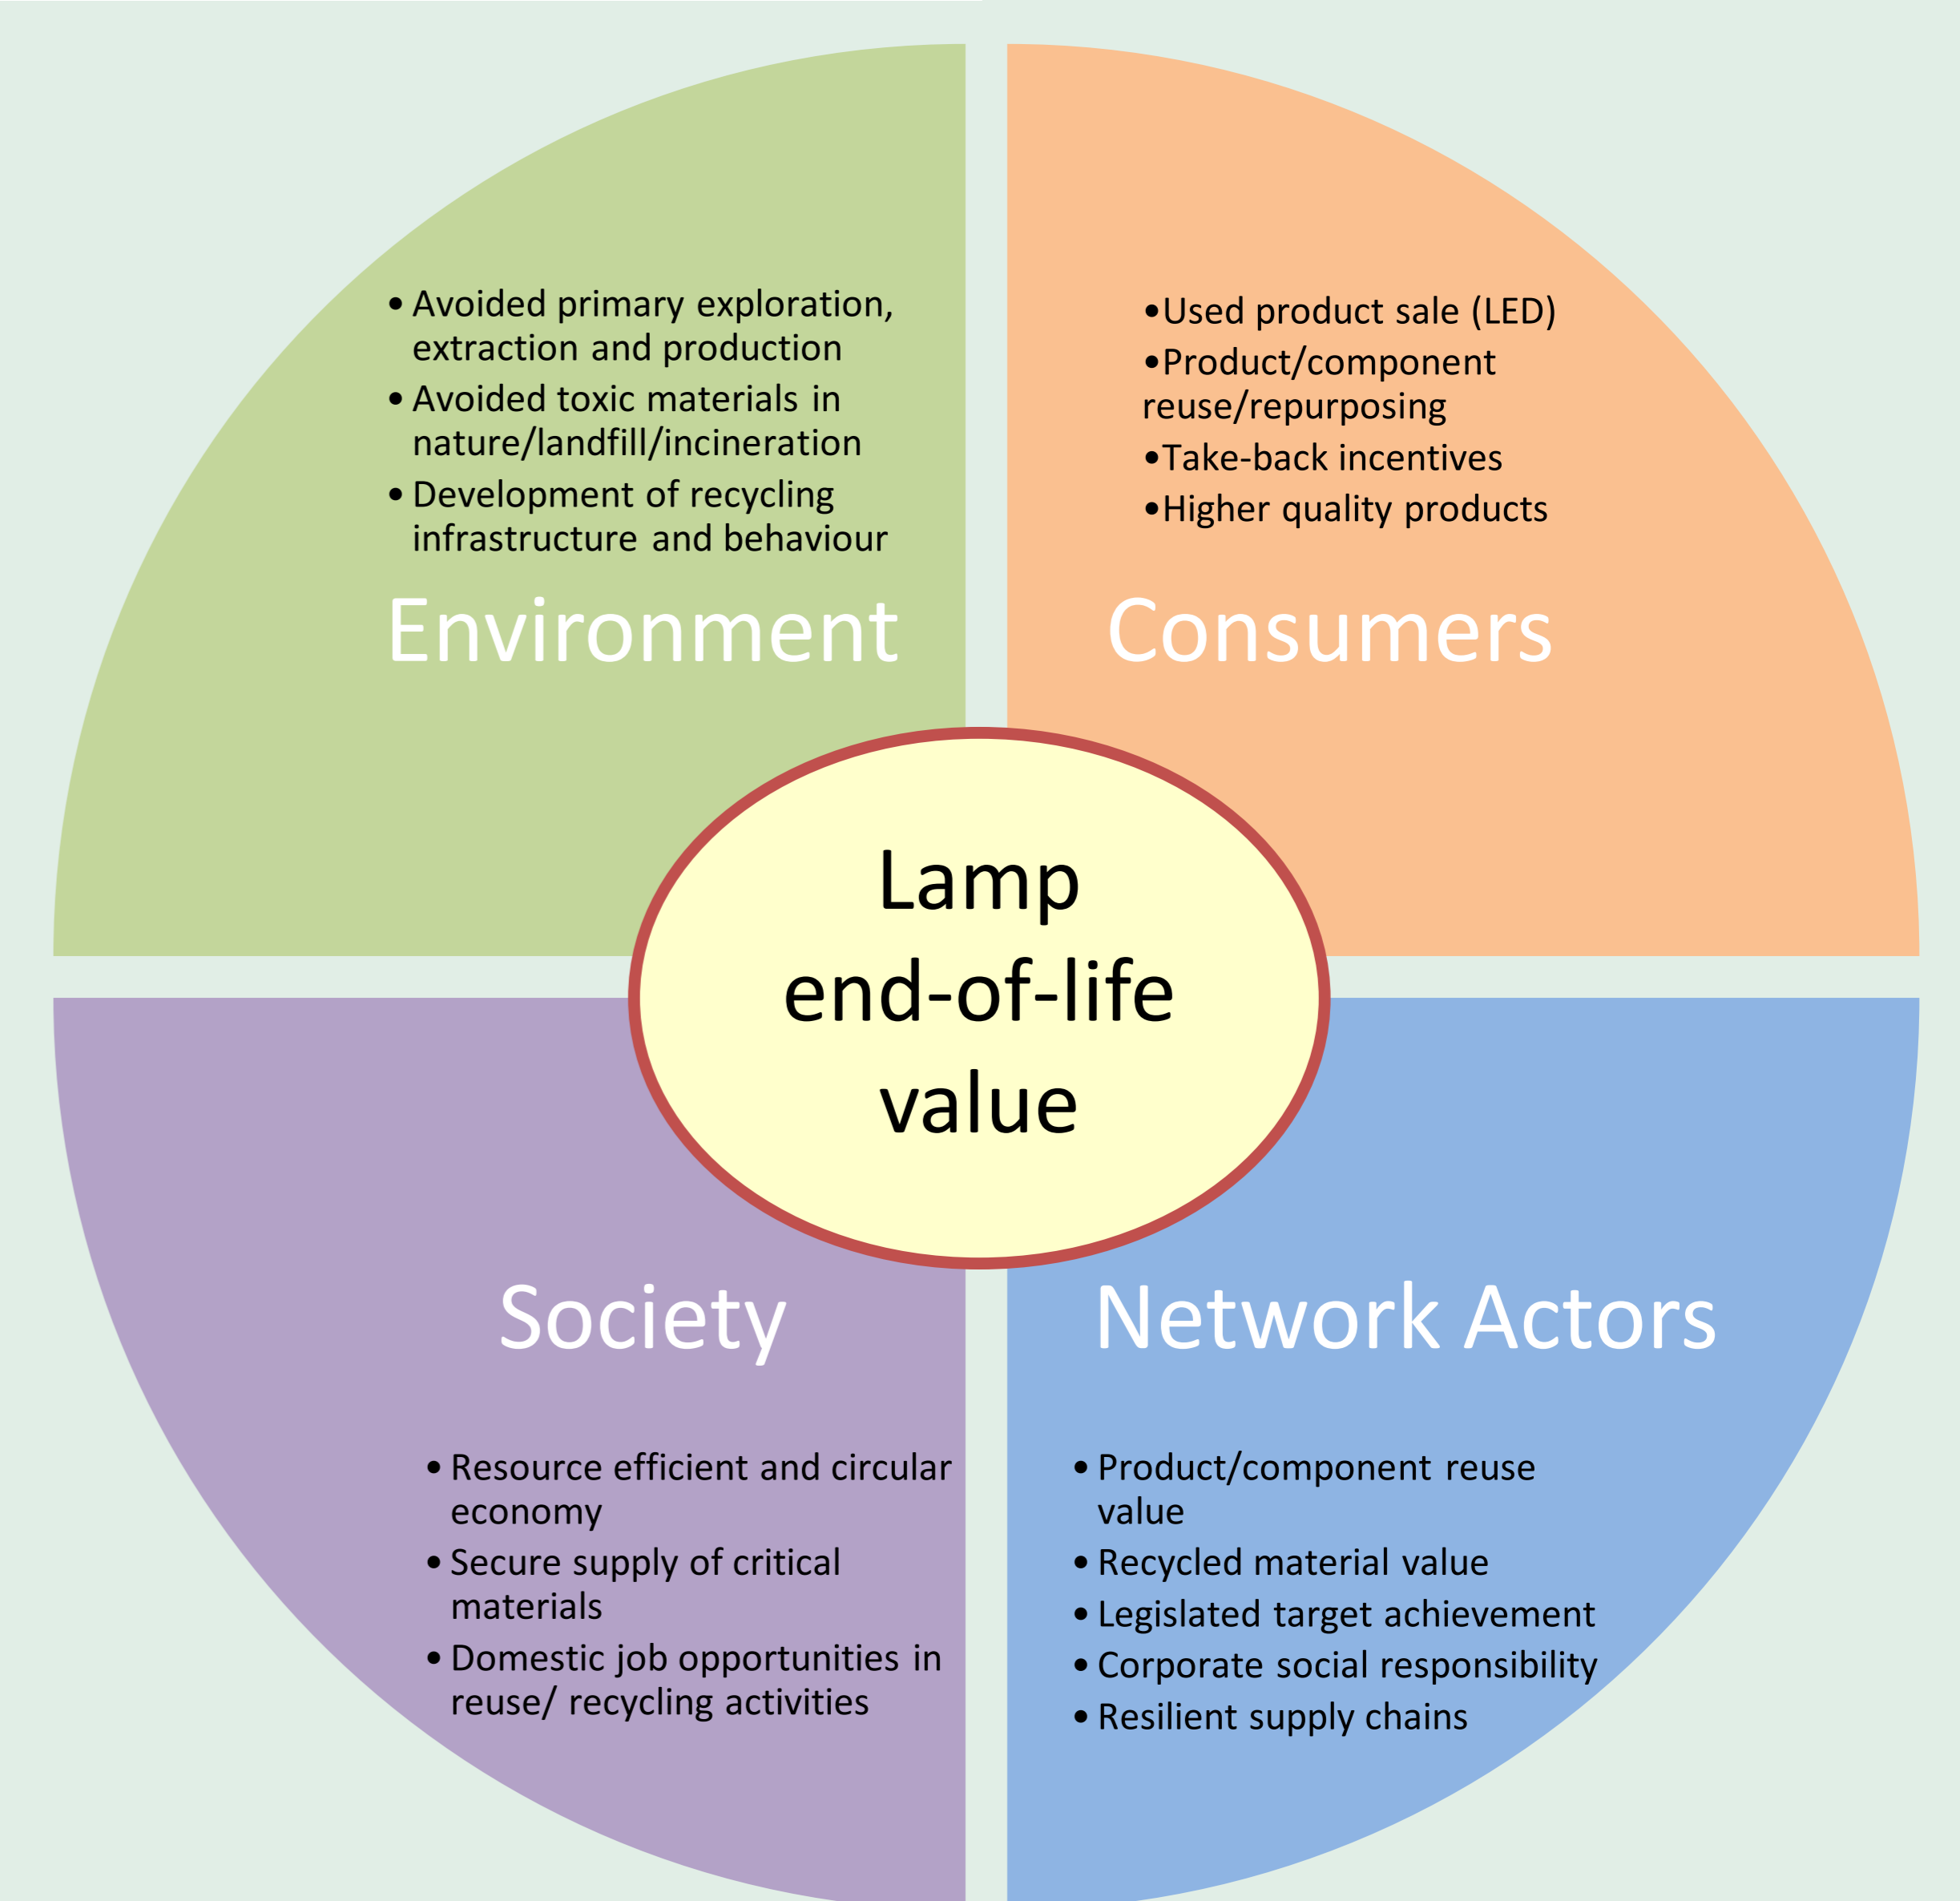 • Avoided primary exploration,
extraction and production
• Avoided toxic materials in
nature/landfill/incineration
• Development of recycling
infrastructure and behaviour
Environment
•Used product sale (LED)
•Product/component
reuse/repurposing
•Take-back incentives
•Higher quality products
Consumers
Lamp
end-of-life
value
Society
• Resource efficient and circular
economy
• Secure supply of critical
materials
• Domestic job opportunities in
reuse/ recycling activities
Network Actors
• Product/component reuse
value
• Recycled material value
• Legislated target achievement
• Corporate social responsibility
• Resilient supply chains